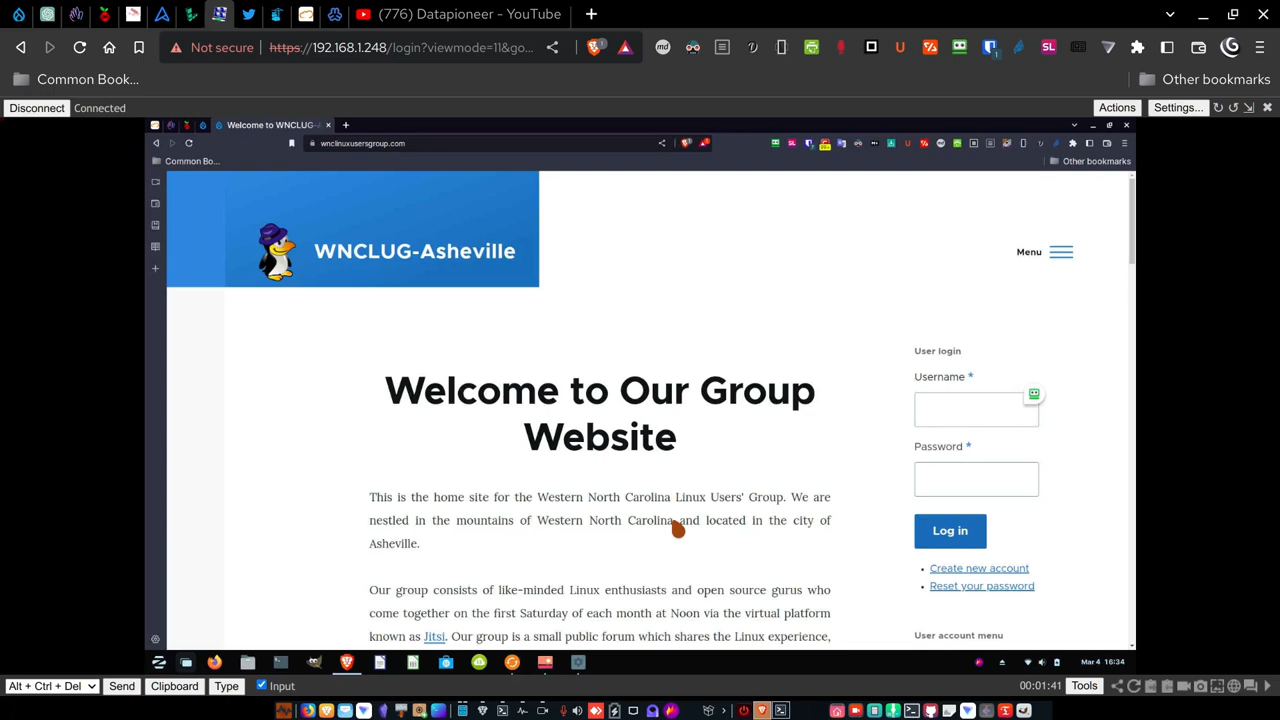 (776) Datapioneer - YouTube
Not secure https://192.168.1.248/login?viewmode=11&go...
Common Book... Other bookmarks
Disconnect Connected Actions Settings...
Welcome to WNCLUG-A
wnclinuxusersgroup.com
Common Bo... Other bookmarks
WNCLUG-Asheville
Menu
Welcome to Our Group
Website
This is the home site for the Western North Carolina Linux Users' Group. We are
nestled in the mountains of Western North Carolina and located in the city of
Asheville.
Our group consists of like-minded Linux enthusiasts and open source gurus who
come together on the first Saturday of each month at Noon via the virtual platform
known as Jitsi. Our group is a small public forum which shares the Linux experience,
User login
Username *
Password *
Log in
Create new account
Reset your password
User account menu
Mar 4 16:34
Alt + Ctrl + Del Send Clipboard Type Input 00:01:41 Tools